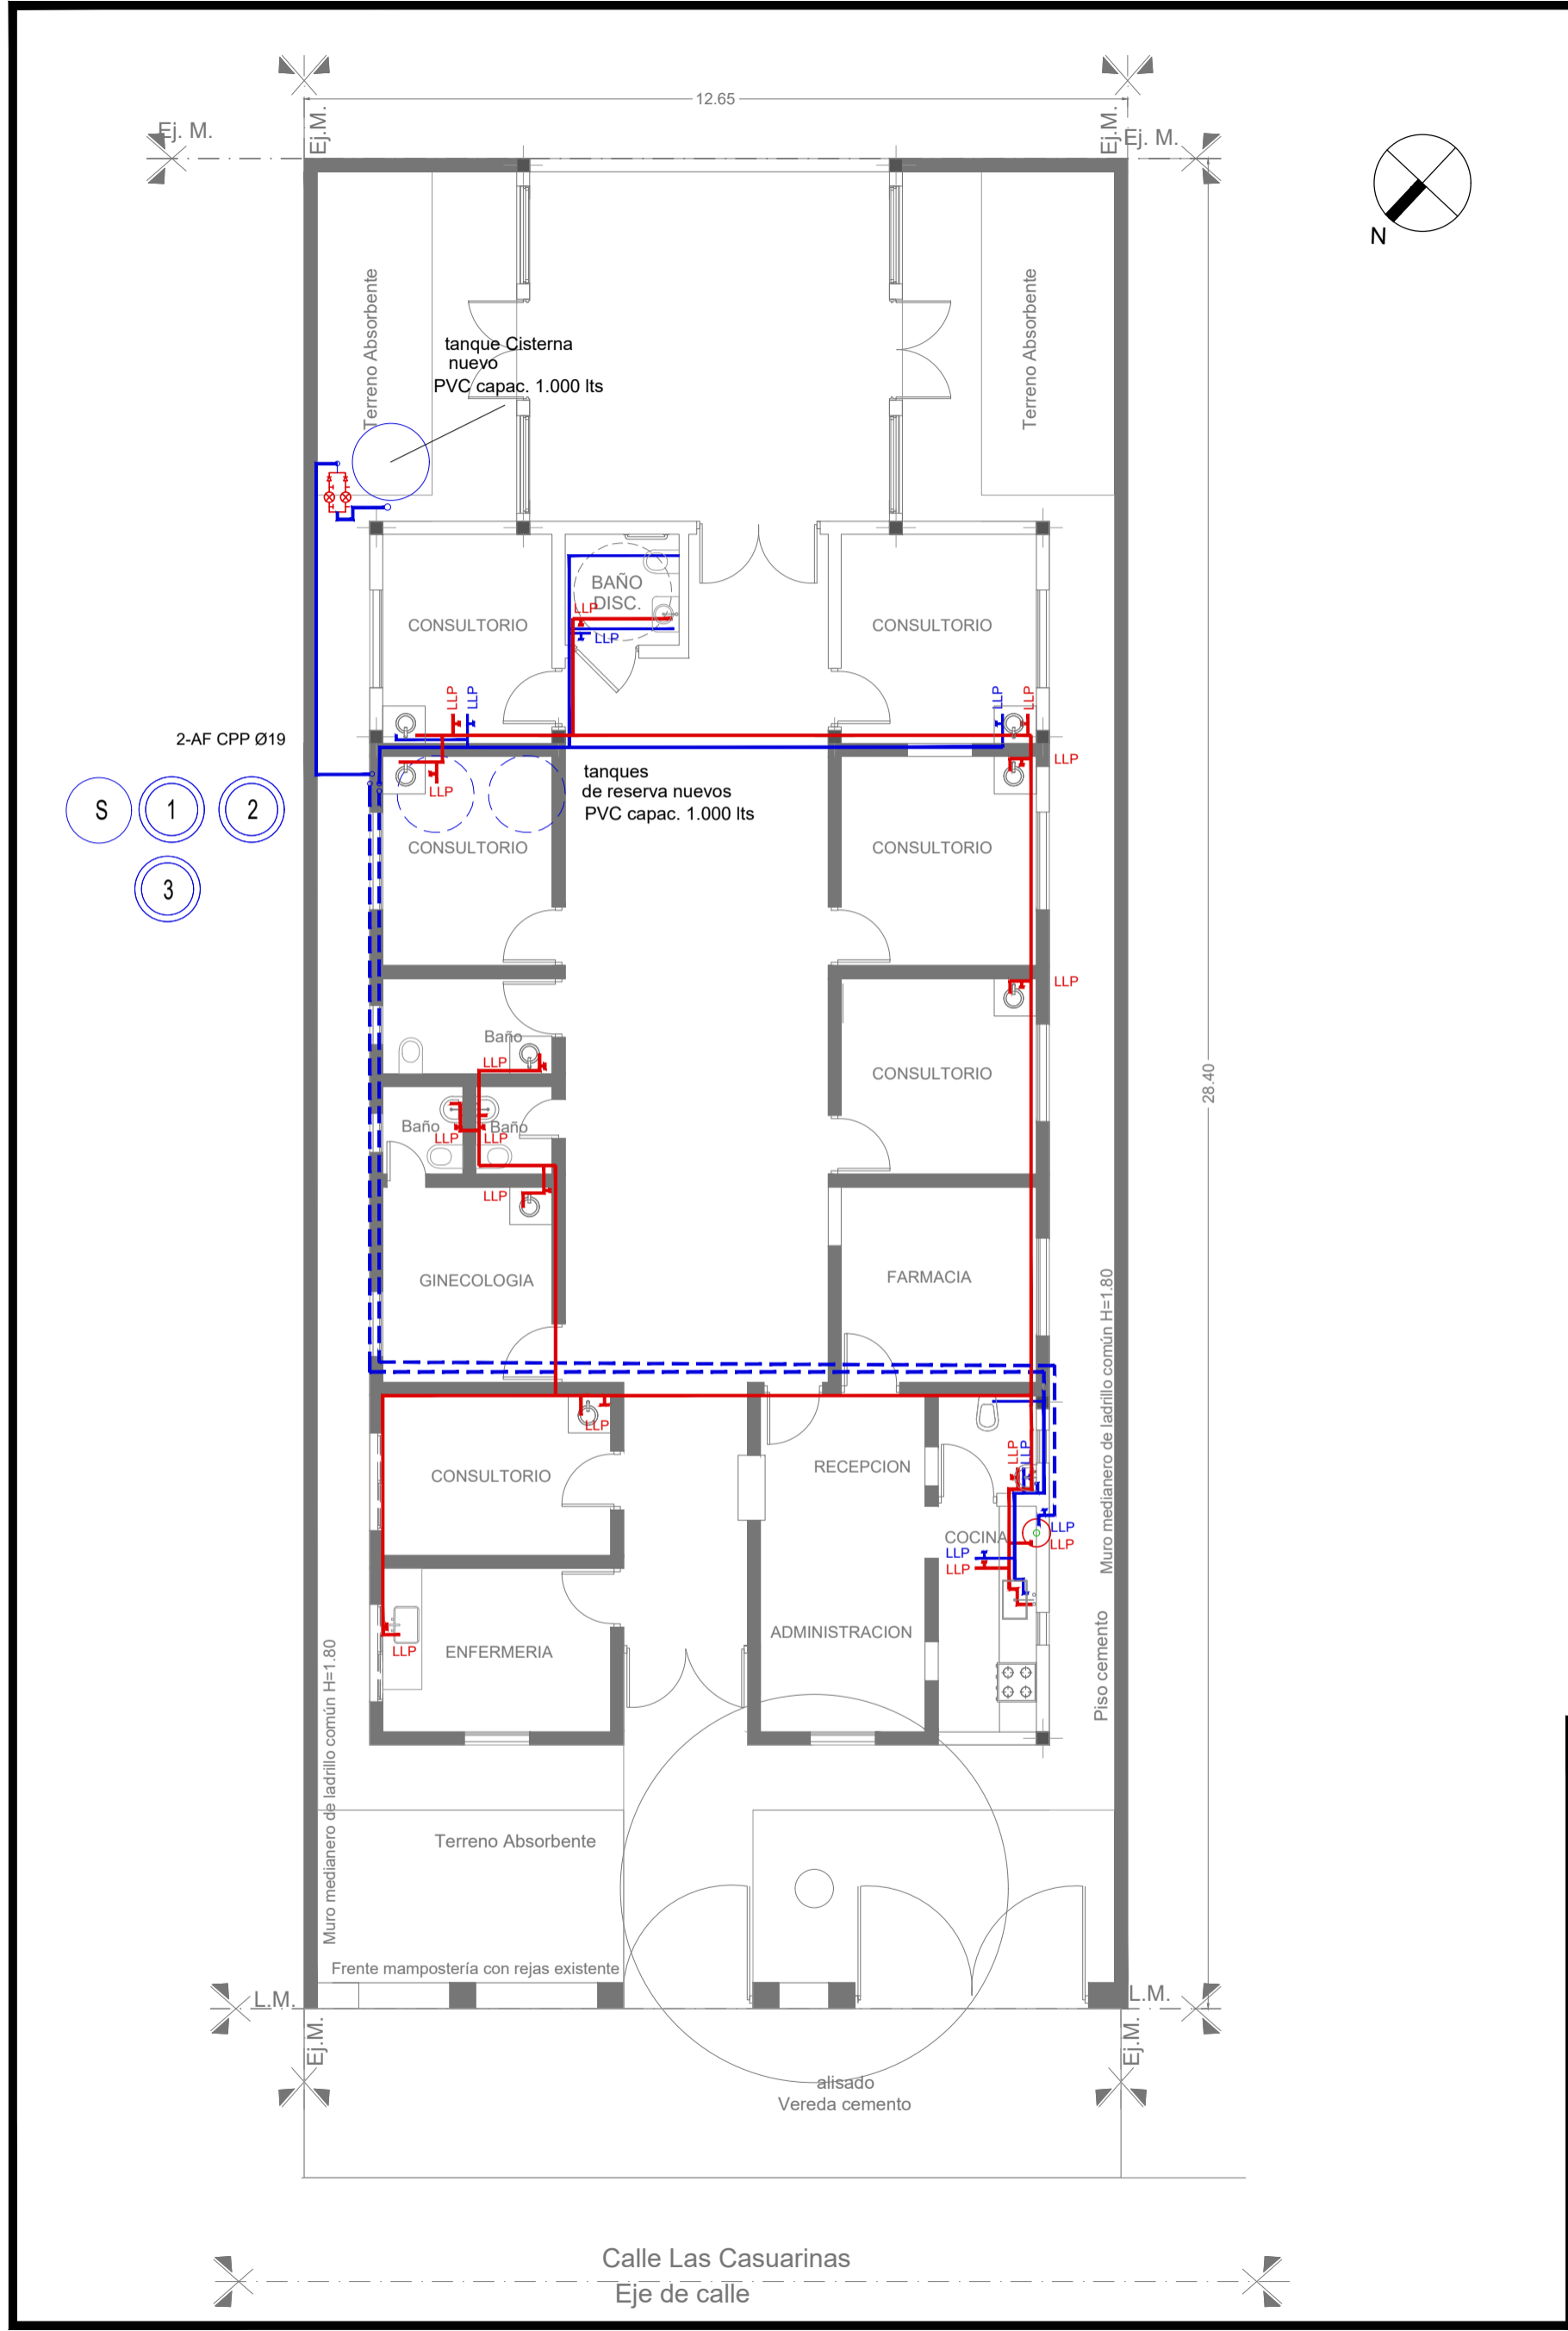 12.65
Ej. M.
Ej.M.
Ej.M.
Ej. M.
N
Terreno Absorbente
Terreno Absorbente
tanque Cisterna
nuevo
PVC capac. 1.000 lts
BAÑO
DISC.
LLP
LLP
CONSULTORIO
CONSULTORIO
LLP
LLP
LLP
LLP
2-AF CPP Ø19
S
1
2
3
LLP
tanques
de reserva nuevos
PVC capac. 1.000 lts
LLP
CONSULTORIO
CONSULTORIO
LLP
Baño
LLP
CONSULTORIO
28.40
Baño
LLP
Baño
LLP
LLP
GINECOLOGIA
FARMACIA
Muro medianero de ladrillo común H=1.80
LLP
CONSULTORIO
RECEPCION
LLP
LLP
COCINA
LLP
LLP
LLP
LLP
ENFERMERIA
LLP
ADMINISTRACION
Piso cemento
Muro medianero de ladrillo común H=1.80
Terreno Absorbente
Frente mampostería con rejas existente
L.M.
L.M.
Ej.M.
Ej.M.
alisado
Vereda cemento
Calle Las Casuarinas
Eje de calle